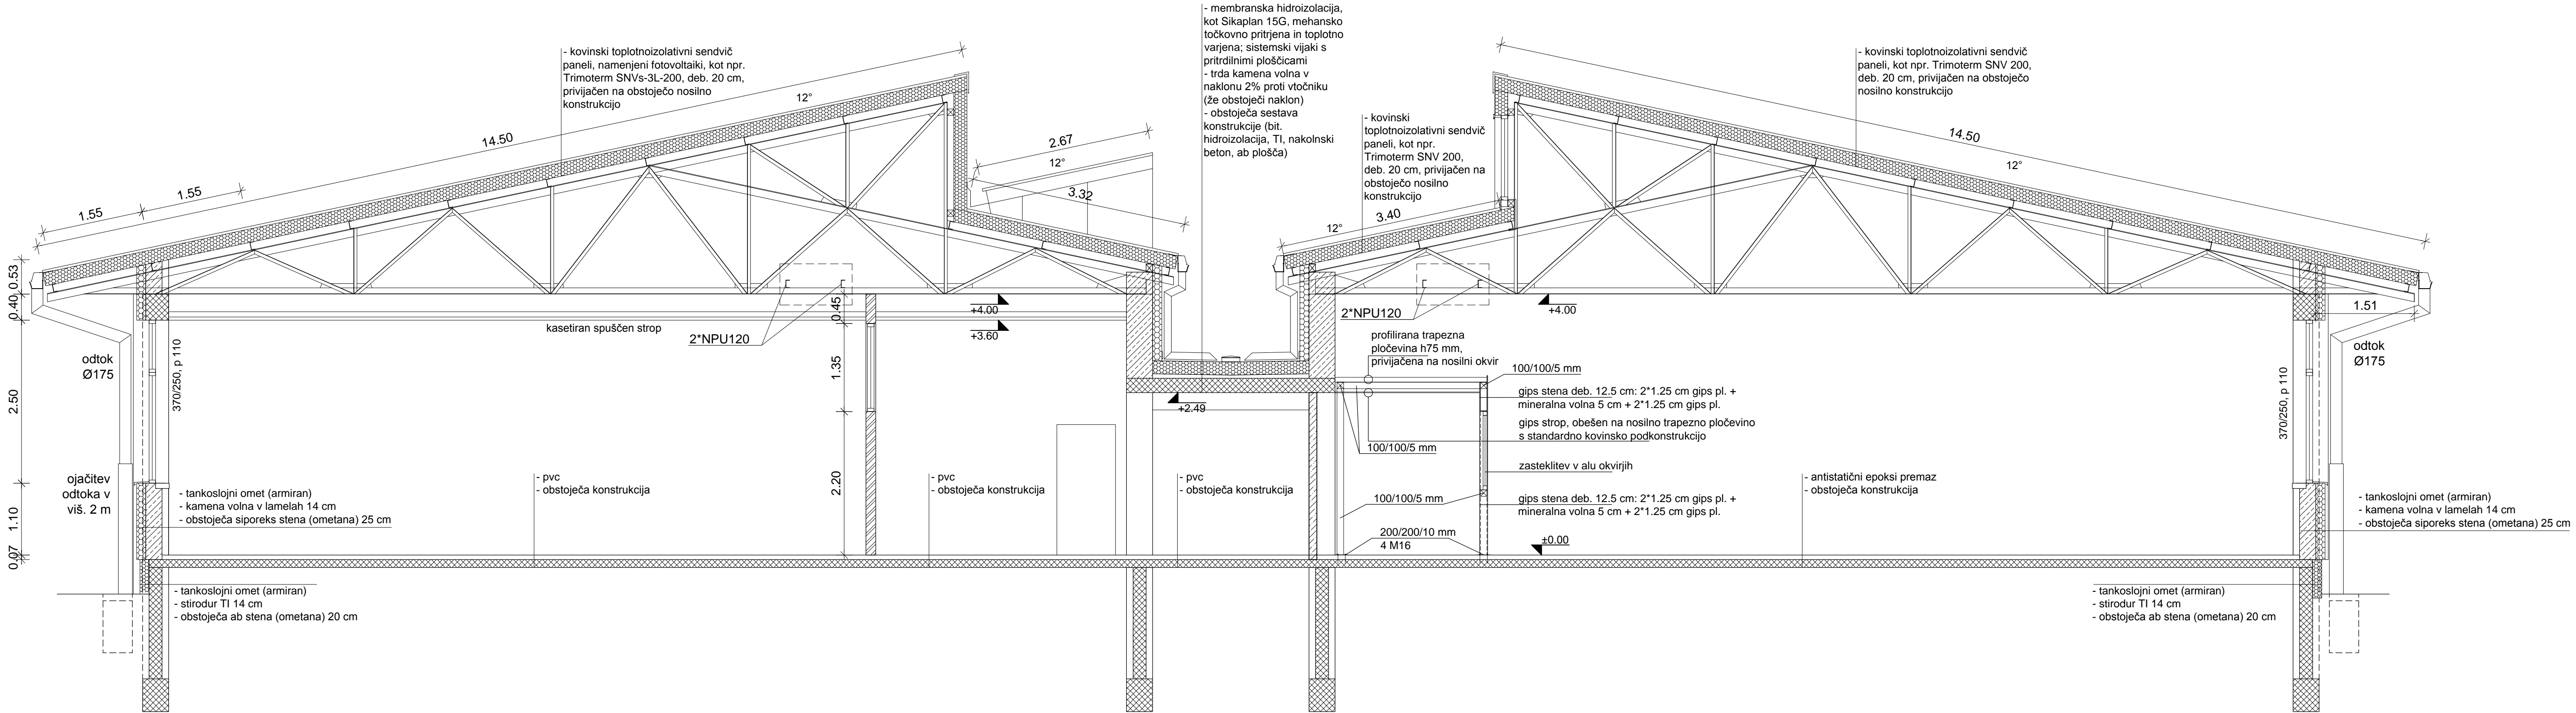 - kovinski toplotnoizolativni sendvič
paneli, namenjeni fotovoltaiki, kot npr.
Trimoterm SNVs-3L-200, deb. 20 cm,
privijačen na obstoječo nosilno
konstrukcijo
- membranska hidroizolacija,
kot Sikaplan 15G, mehansko
točkovno pritrjena in toplotno
varjena; sistemski vijaki s
pritrdilnimi ploščicami
- trda kamena volna v
naklonu 2% proti vtočniku
(že obstoječi naklon)
- obstoječa sestava
konstrukcije (bit.
hidroizolacija, TI, nakolnski
beton, ab plošča)
- kovinski
toplotnoizolativni sendvič
paneli, kot npr.
Trimoterm SNV 200,
deb. 20 cm, privijačen na
obstoječo nosilno
konstrukcijo
- kovinski toplotnoizolativni sendvič
paneli, kot npr. Trimoterm SNV 200,
deb. 20 cm, privijačen na obstoječo
nosilno konstrukcijo
12°
14.50
1.55
1.55
2.67
12°
3.32
12°
3.40
14.50
12°
0.53
0.40
2.50
1.10
0.07
odtok
Ø175
370/250, p 110
ojačitev
odtoka v
viš. 2 m
kasetiran spuščen strop
2*NPU120
0.45
1.35
2.20
+4.00
+3.60
+2.49
2*NPU120
+4.00
profilirana trapezna
pločevina h75 mm,
privijačena na nosilni okvir
100/100/5 mm
gips stena deb. 12.5 cm: 2*1.25 cm gips pl. +
mineralna volna 5 cm + 2*1.25 cm gips pl.
gips strop, obešen na nosilno trapezno pločevino
s standardno kovinsko podkonstrukcijo
100/100/5 mm
zasteklitev v alu okvirjih
100/100/5 mm
gips stena deb. 12.5 cm: 2*1.25 cm gips pl. +
mineralna volna 5 cm + 2*1.25 cm gips pl.
200/200/10 mm
4 M16
±0.00
1.51
odtok
Ø175
370/250, p 110
- tankoslojni omet (armiran)
- kamena volna v lamelah 14 cm
- obstoječa siporeks stena (ometana) 25 cm
- pvc
- obstoječa konstrukcija
- pvc
- obstoječa konstrukcija
- pvc
- obstoječa konstrukcija
- antistatični epoksi premaz
- obstoječa konstrukcija
- tankoslojni omet (armiran)
- kamena volna v lamelah 14 cm
- obstoječa siporeks stena (ometana) 25 cm
- tankoslojni omet (armiran)
- stirodur TI 14 cm
- obstoječa ab stena (ometana) 20 cm
- tankoslojni omet (armiran)
- stirodur TI 14 cm
- obstoječa ab stena (ometana) 20 cm